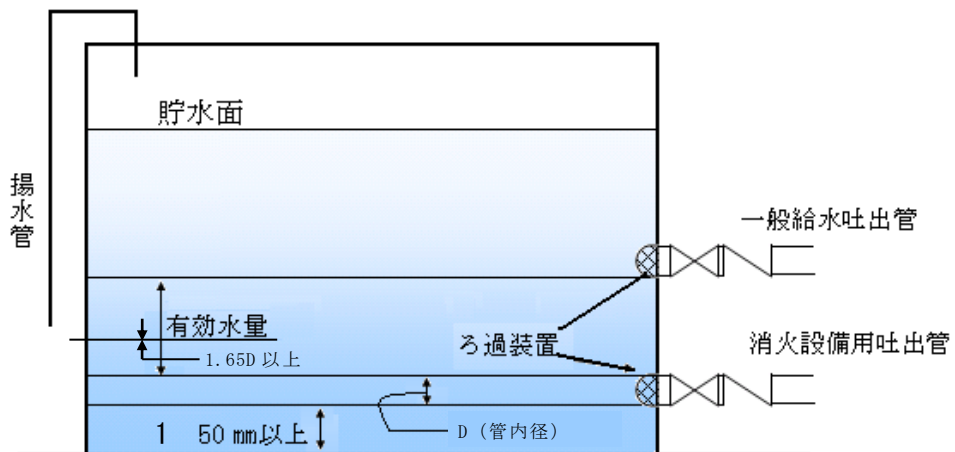 貯水面
揚水管
一般給水吐出管
有効水量
ろ過装置
消火設備用吐出管
1.65D 以上
1 50 ㎜以上
D (管内径)